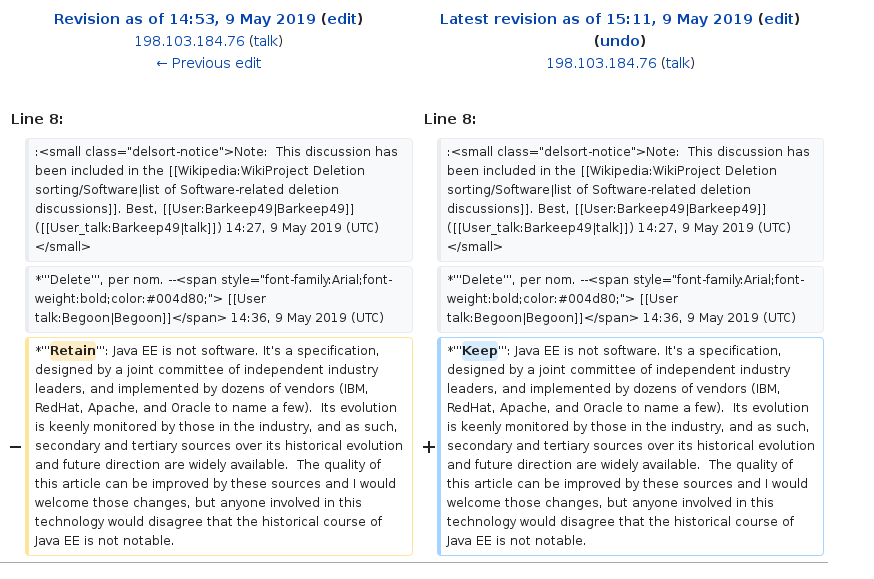 Revision as of 14:53, 9 May 2019 (edit)
198.103.184.76 (talk)
← Previous edit
Latest revision as of 15:11, 9 May 2019 (edit)
(undo)
198.103.184.76 (talk)
Line 8:
Line 8:
:<small class="delsort-notice">Note:  This discussion has
been included in the [[Wikipedia:WikiProject Deletion
sorting/Software|list of Software-related deletion
discussions]]. Best, [[User:Barkeep49|Barkeep49]]
([[User_talk:Barkeep49|talk]]) 14:27, 9 May 2019 (UTC)
</small>
:<small class="delsort-notice">Note:  This discussion has
been included in the [[Wikipedia:WikiProject Deletion
sorting/Software|list of Software-related deletion
discussions]]. Best, [[User:Barkeep49|Barkeep49]]
([[User_talk:Barkeep49|talk]]) 14:27, 9 May 2019 (UTC)
</small>
*'''Delete''', per nom. --<span style="font-family:Arial;font-
weight:bold;color:#004d80;"> [[User
talk:Begoon|Begoon]]</span> 14:36, 9 May 2019 (UTC)
*'''Delete''', per nom. --<span style="font-family:Arial;font-
weight:bold;color:#004d80;"> [[User
talk:Begoon|Begoon]]</span> 14:36, 9 May 2019 (UTC)
−
*'''Retain''': Java EE is not software. It's a specification,
designed by a joint committee of independent industry
leaders, and implemented by dozens of vendors (IBM,
RedHat, Apache, and Oracle to name a few).  Its evolution
is keenly monitored by those in the industry, and as such,
secondary and tertiary sources over its historical evolution
and future direction are widely available.  The quality of
this article can be improved by these sources and I would
welcome those changes, but anyone involved in this
technology would disagree that the historical course of
Java EE is not notable.
+
*'''Keep''': Java EE is not software. It's a specification,
designed by a joint committee of independent industry
leaders, and implemented by dozens of vendors (IBM,
RedHat, Apache, and Oracle to name a few).  Its evolution
is keenly monitored by those in the industry, and as such,
secondary and tertiary sources over its historical evolution
and future direction are widely available.  The quality of
this article can be improved by these sources and I would
welcome those changes, but anyone involved in this
technology would disagree that the historical course of
Java EE is not notable.